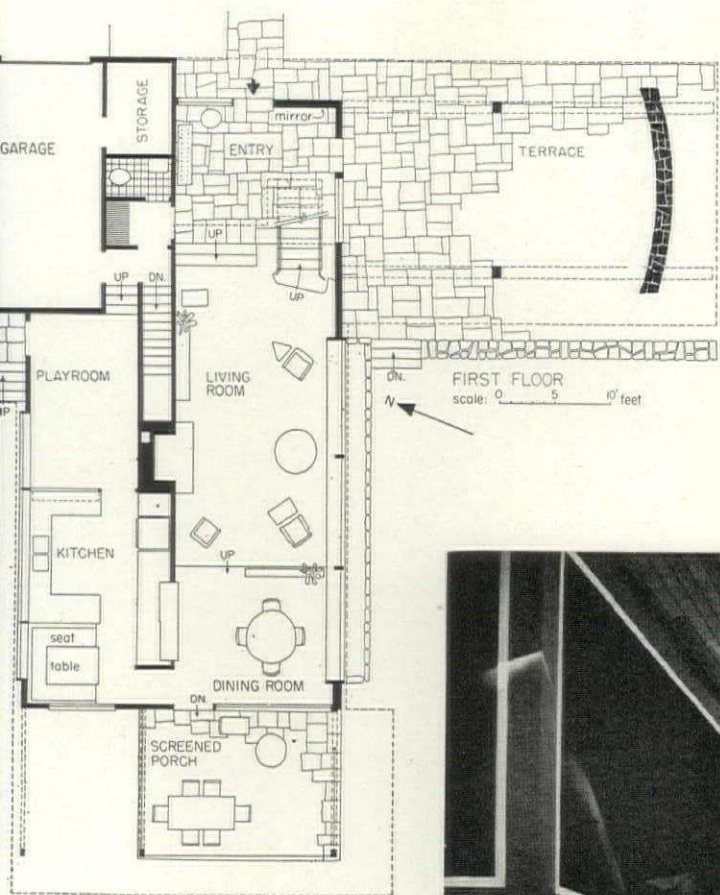 STORAGE
GARAGE
mirror
ENTRY
TERRACE
UP
UP
UP
DN.
PLAYROOM
LIVING
ROOM
UP
DN.
FIRST FLOOR
scale: 0 5 10' feet
N
KITCHEN
UP
seat
table
DINING ROOM
DN.
SCREENED
PORCH